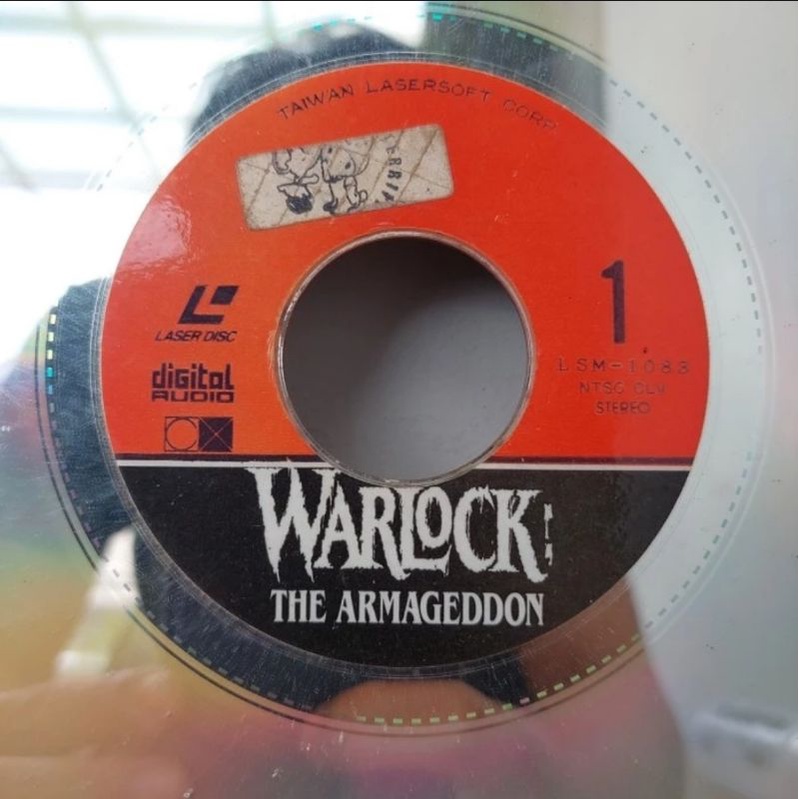 TAIWAN LASERSOFT CORP
1
LASER DISC
LSM-1083
digital
AUDIO
NTSC CLV
STEREO
WARLOCK:
THE ARMAGEDDON